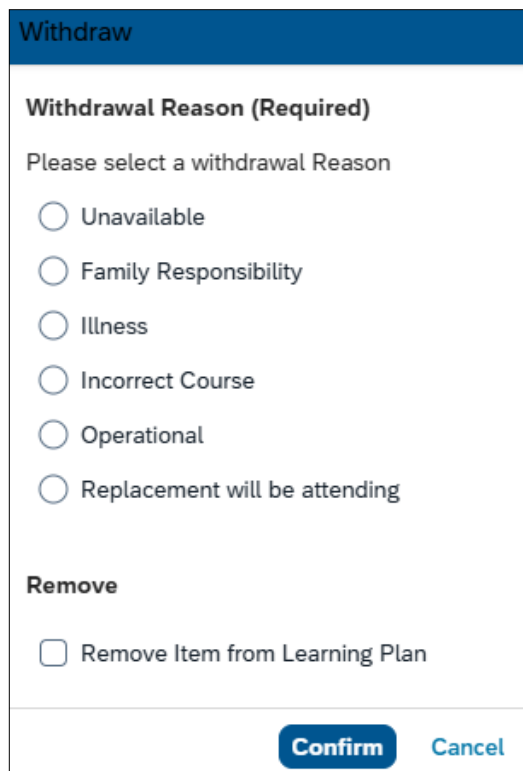 Withdraw
Withdrawal Reason (Required)
Please select a withdrawal Reason
Unavailable
Family Responsibility
Illness
Incorrect Course
Operational
Replacement will be attending
Remove
Remove Item from Learning Plan
Confirm Cancel